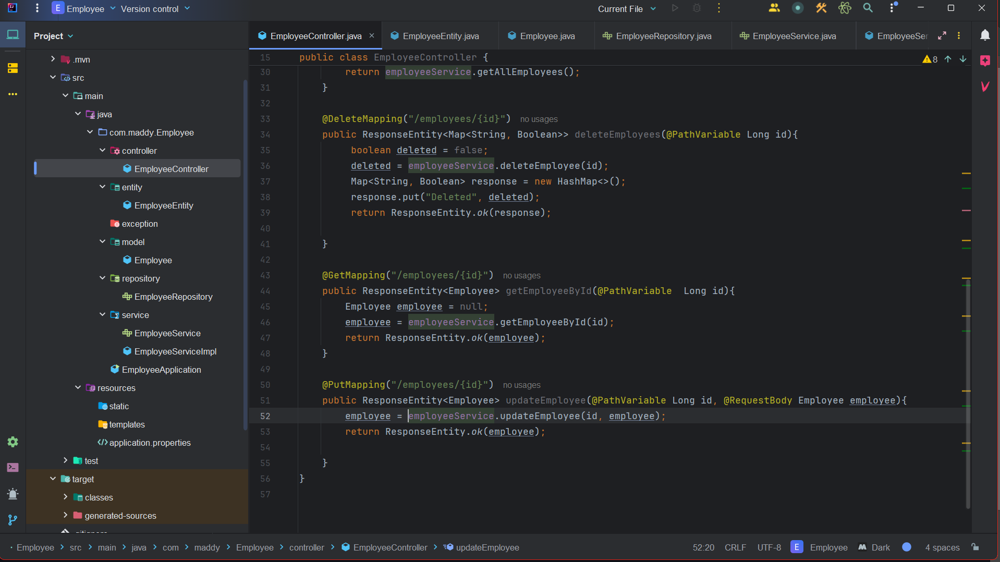 E Employee Version control Current File
Project
EmployeeController.java EmployeeEntity.java Employee.java EmployeeRepository.java EmployeeService.java EmployeeSer
.mvn
src
main
java
com.maddy.Employee
controller
EmployeeController
entity
EmployeeEntity
exception
model
Employee
repository
EmployeeRepository
service
EmployeeService
EmployeeServiceImpl
EmployeeApplication
resources
static
templates
application.properties
test
target
classes
generated-sources
.gitignore
8
15 public class EmployeeController {
30 return employeeService.getAllEmployees();
31 }
32
33 @DeleteMapping("/employees/{id}") no usages
34 public ResponseEntity<Map<String, Boolean>> deleteEmployees(@PathVariable Long id){
35 boolean deleted = false;
36 deleted = employeeService.deleteEmployee(id);
37 Map<String, Boolean> response = new HashMap<>();
38 response.put("Deleted", deleted);
39 return ResponseEntity.ok(response);
40
41 }
42
43 @GetMapping("/employees/{id}") no usages
44 public ResponseEntity<Employee> getEmployeeById(@PathVariable  Long id){
45 Employee employee = null;
46 employee = employeeService.getEmployeeById(id);
47 return ResponseEntity.ok(employee);
48 }
49
50 @PutMapping("/employees/{id}") no usages
51 public ResponseEntity<Employee> updateEmployee(@PathVariable Long id, @RequestBody Employee employee){
52 employee = employeeService.updateEmployee(id, employee);
53 return ResponseEntity.ok(employee);
54
55 }
56 }
57
Employee > src > main > java > com > maddy > Employee > controller > EmployeeController > updateEmployee 52:20 CRLF UTF-8 E Employee Dark 4 spaces